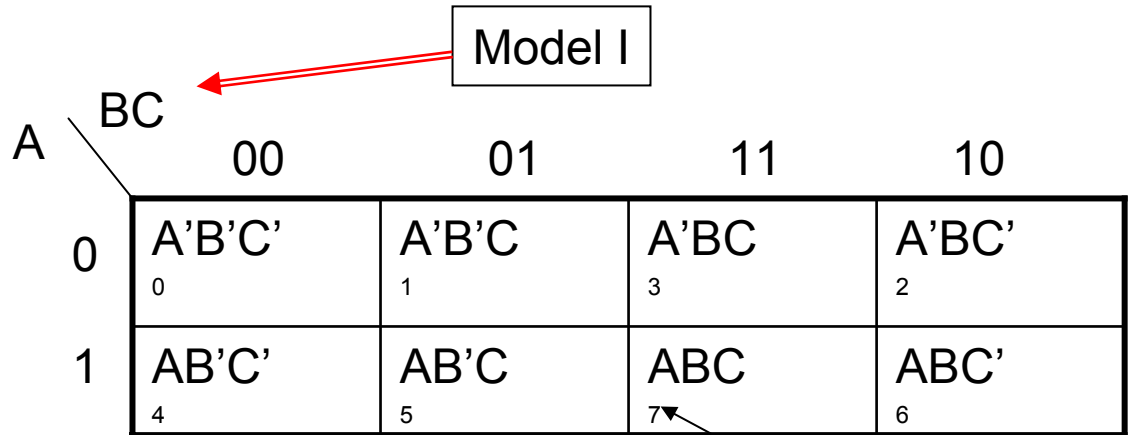 Model I
BC
A
00 01 11 10
0 A’B’C’ A’B’C A’BC A’BC’
0 1 3 2
1 AB’C’ AB’C ABC ABC’
4 5 7 6